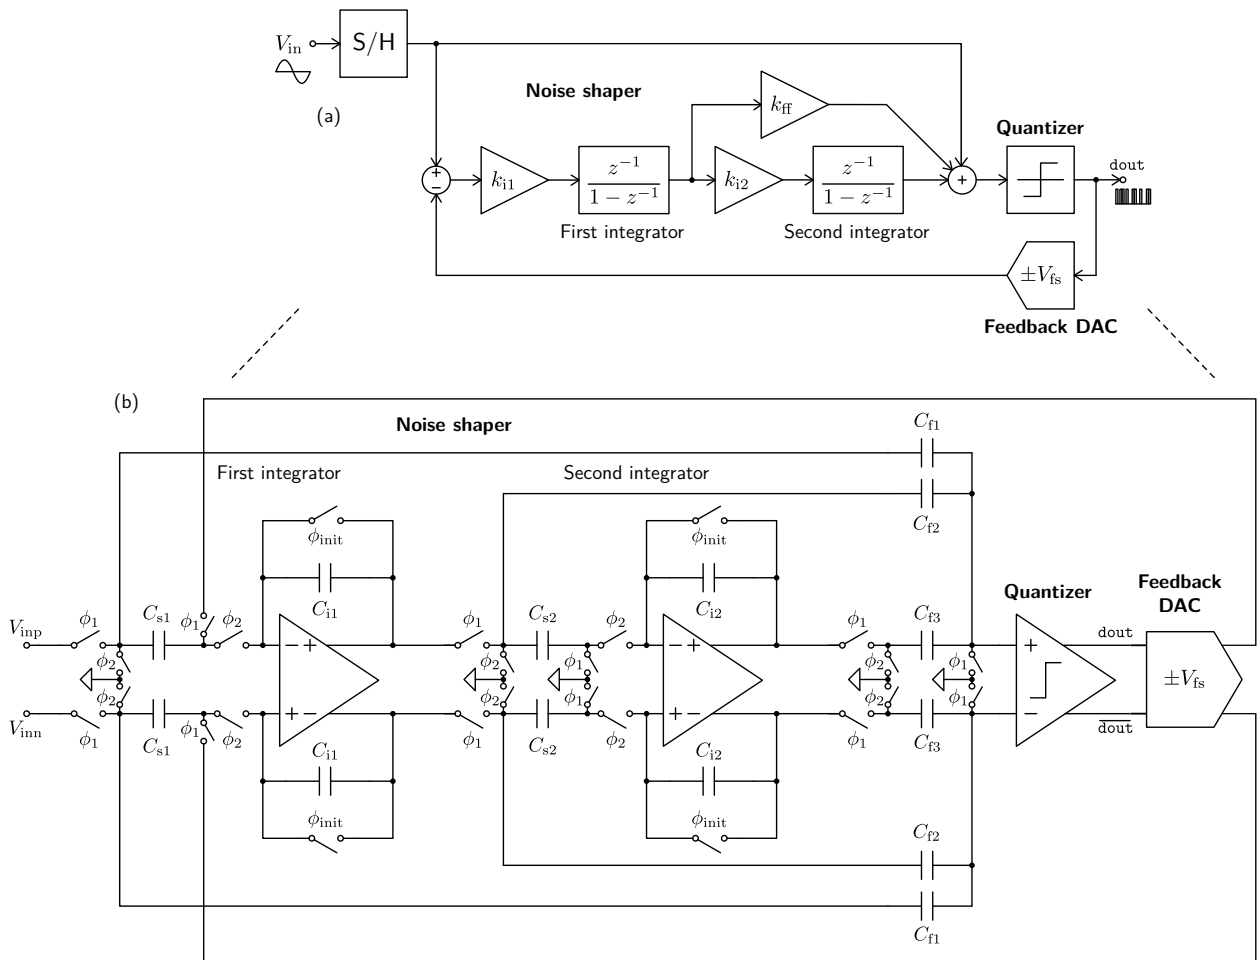 V_in
S/H
(a)
Noise shaper
k_ff
Quantizer
dout
+
−
k_i1
z^{-1}
1 − z^{-1}
k_i2
z^{-1}
1 − z^{-1}
+
First integrator
Second integrator
±V_fs
Feedback DAC
(b)
Noise shaper
C_f1
First integrator
Second integrator
C_f2
ϕ_init
ϕ_init
C_i1
C_i2
Quantizer
Feedback
DAC
V_inp
ϕ_1
C_s1
ϕ_1
ϕ_2
− +
ϕ_1
C_s2
ϕ_2
− +
ϕ_1
C_f3
+
dout
ϕ_2
ϕ_2
ϕ_2
ϕ_2
ϕ_1
ϕ_1
ϕ_2
ϕ_2
ϕ_1
ϕ_1
±V_fs
V_inn
ϕ_1
C_s1
ϕ_1
ϕ_2
+ −
ϕ_1
C_s2
ϕ_2
+ −
ϕ_1
C_f3
−
d̅o̅u̅t̅
C_i1
C_i2
ϕ_init
ϕ_init
C_f2
C_f1